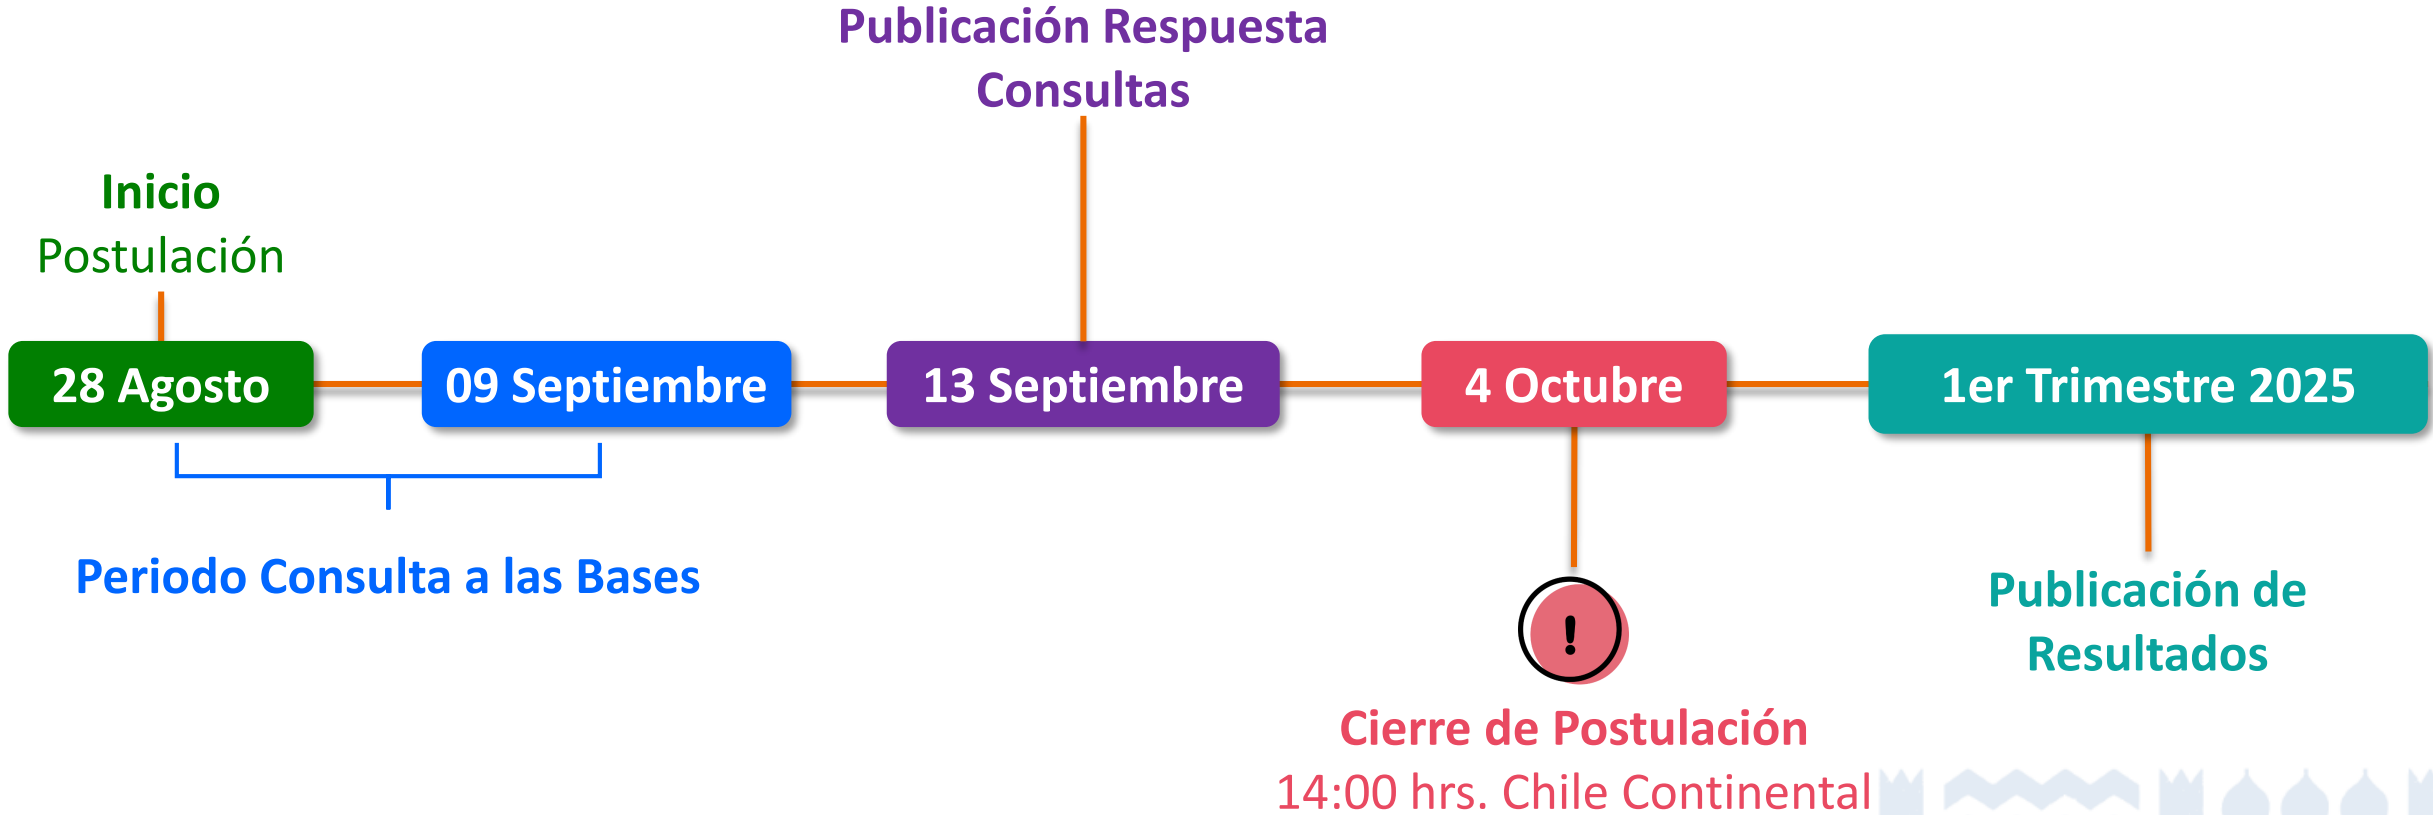 Publicación Respuesta
Consultas
Inicio
Postulación
28 Agosto
09 Septiembre
13 Septiembre
4 Octubre
1er Trimestre 2025
Periodo Consulta a las Bases
!
Publicación de
Resultados
Cierre de Postulación
14:00 hrs. Chile Continental